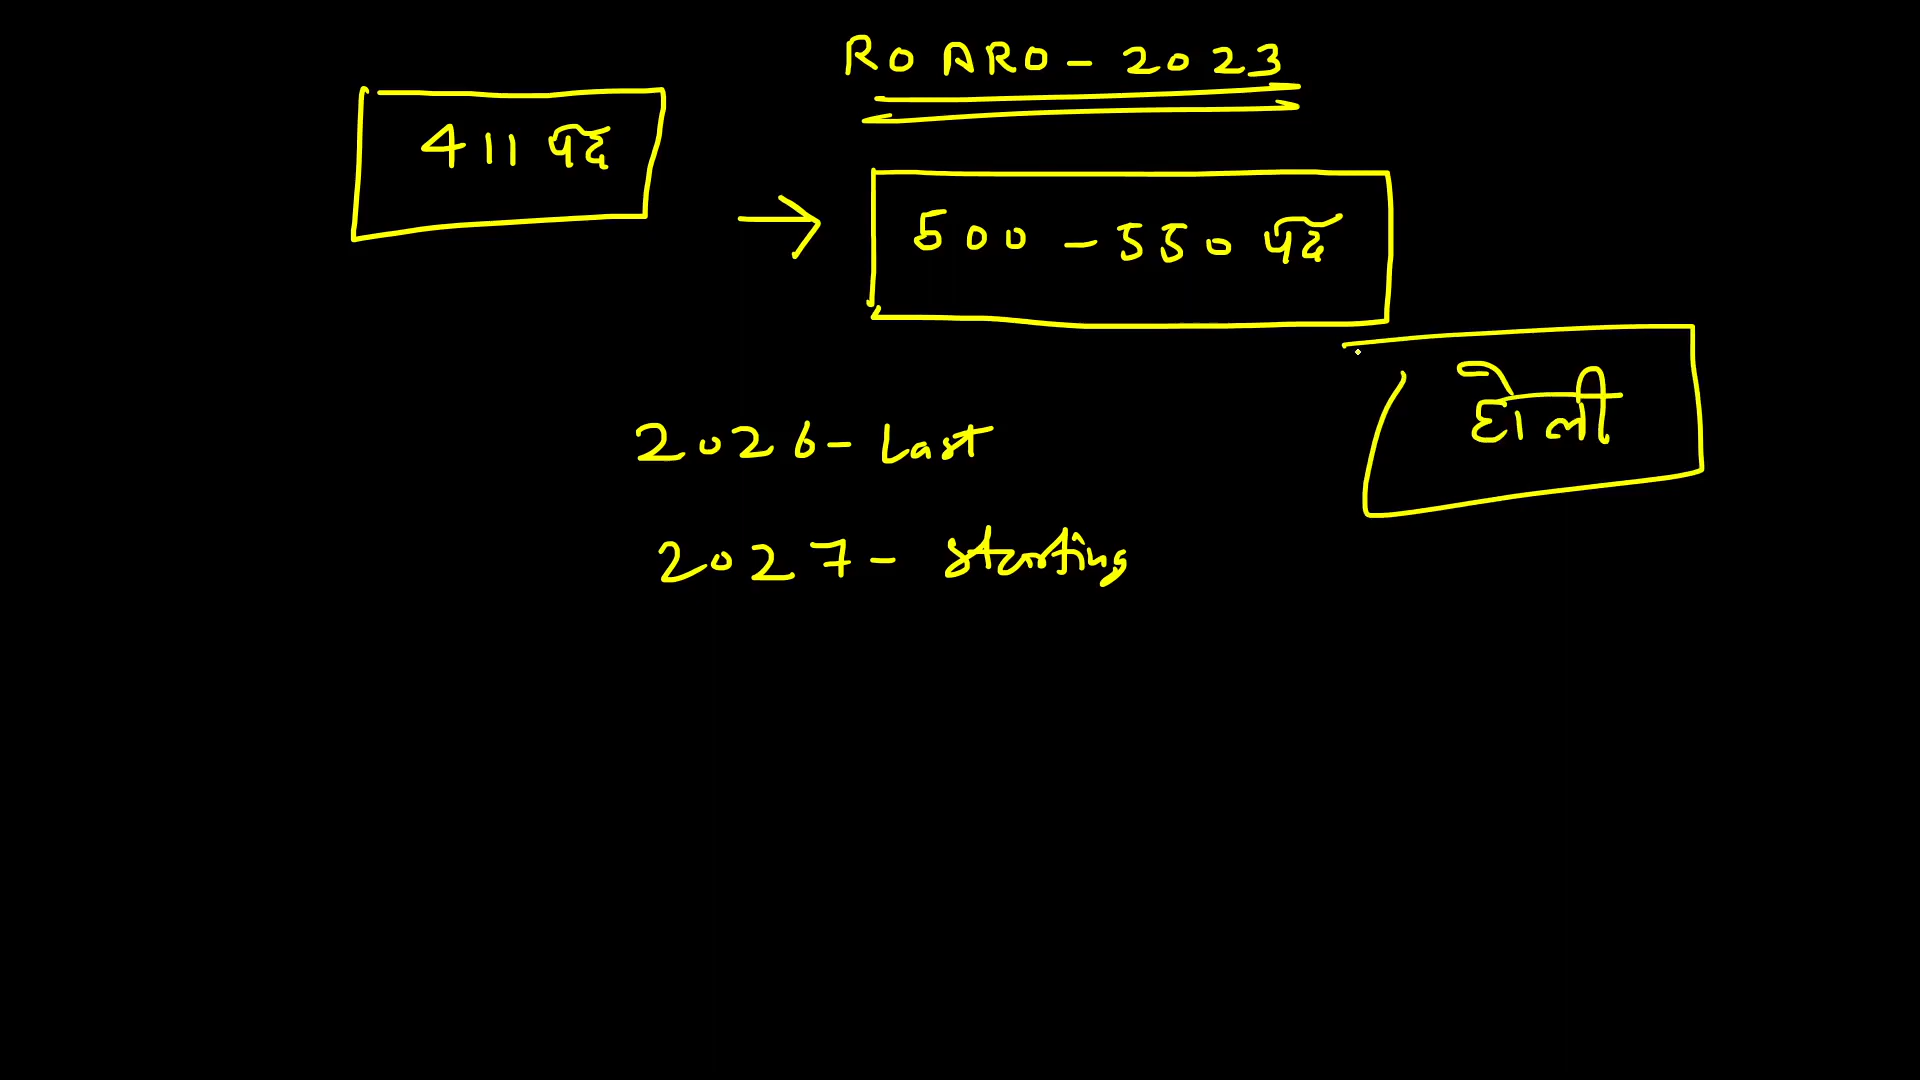 RO ARO - 2023
411 पद
→ 500 - 550 पद
होली
2026 - Last
2027 - Starting